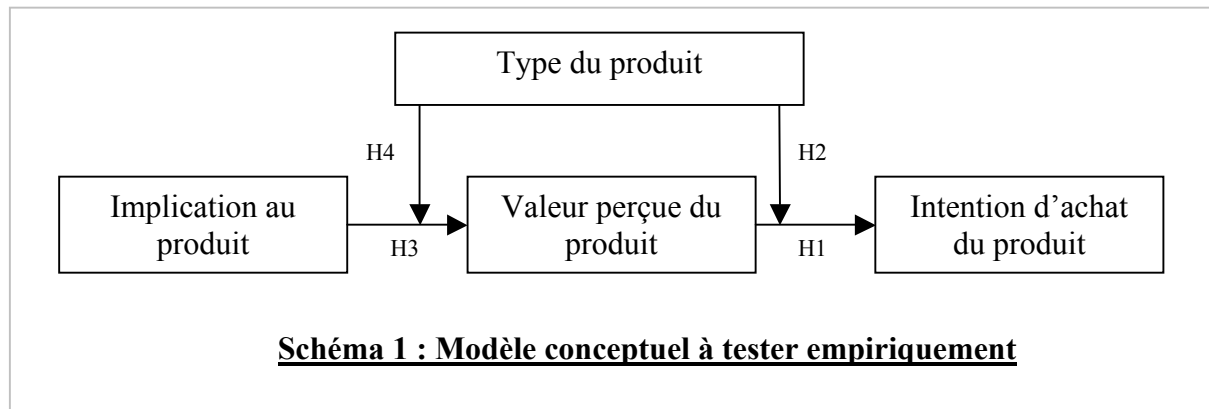 Type du produit
H4
H2
Implication au
produit
Valeur perçue du
produit
Intention d’achat
du produit
H3
H1
Schéma 1 : Modèle conceptuel à tester empiriquement